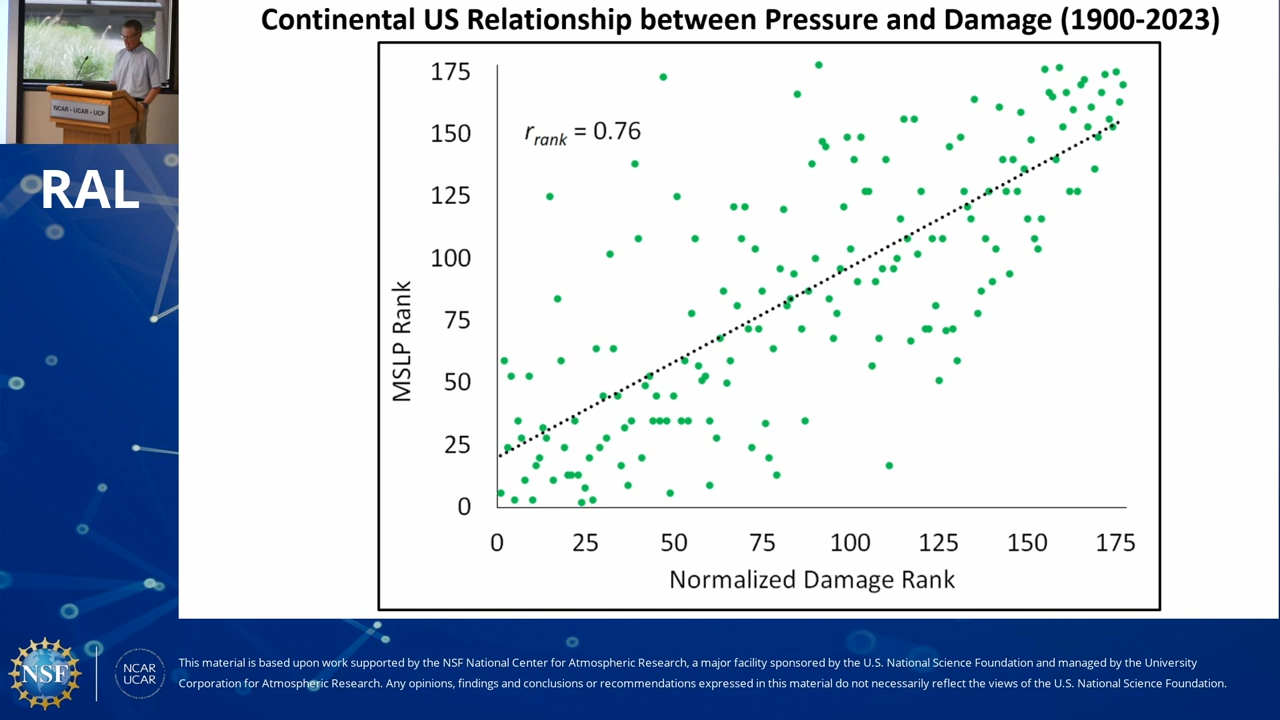 Continental US Relationship between Pressure and Damage (1900-2023)
NCAR - UCAR - UCP
RAL
r_rank = 0.76
175
150
125
100
75
50
25
0
MSLP Rank
0 25 50 75 100 125 150 175
Normalized Damage Rank
NSF
NCAR
UCAR
This material is based upon work supported by the NSF National Center for Atmospheric Research, a major facility sponsored by the U.S. National Science Foundation and managed by the University
Corporation for Atmospheric Research. Any opinions, findings and conclusions or recommendations expressed in this material do not necessarily reflect the views of the U.S. National Science Foundation.